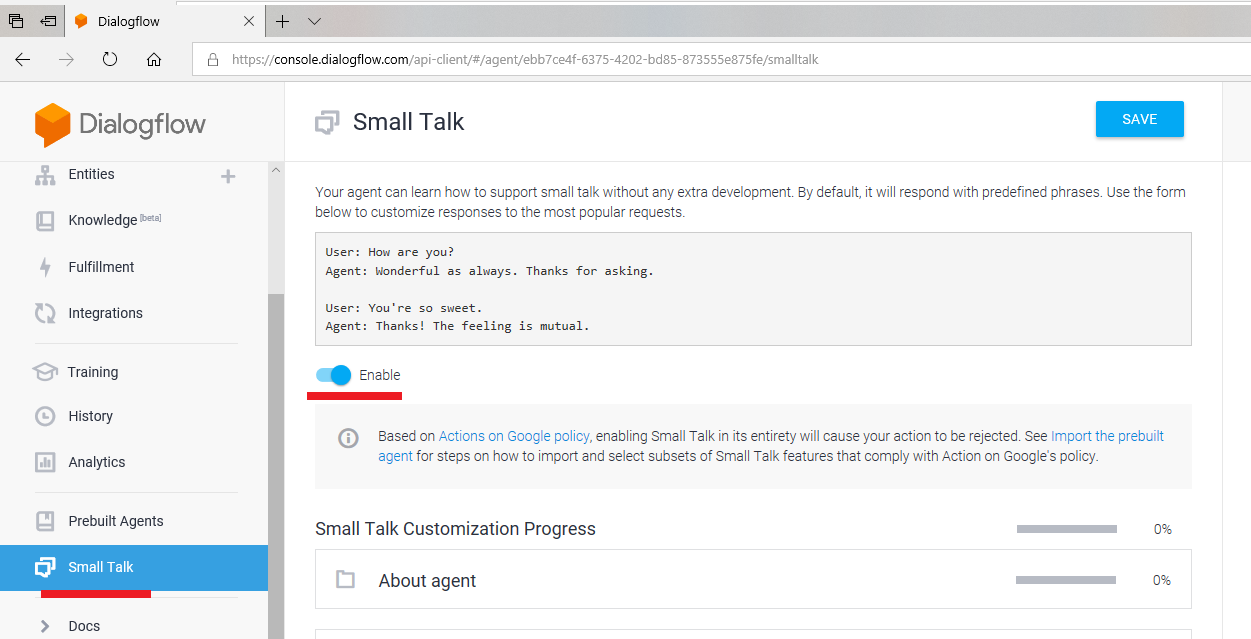 Dialogflow
https://console.dialogflow.com/api-client/#/agent/ebb7ce4f-6375-4202-bd85-873555e875fe/smalltalk
Dialogflow
Entities
Knowledge [beta]
Fulfillment
Integrations
Training
History
Analytics
Prebuilt Agents
Small Talk
Docs
Small Talk
SAVE
Your agent can learn how to support small talk without any extra development. By default, it will respond with predefined phrases. Use the form
below to customize responses to the most popular requests.
User: How are you?
Agent: Wonderful as always. Thanks for asking.
User: You're so sweet.
Agent: Thanks! The feeling is mutual.
Enable
Based on Actions on Google policy, enabling Small Talk in its entirety will cause your action to be rejected. See Import the prebuilt
agent for steps on how to import and select subsets of Small Talk features that comply with Action on Google's policy.
Small Talk Customization Progress 0%
About agent 0%